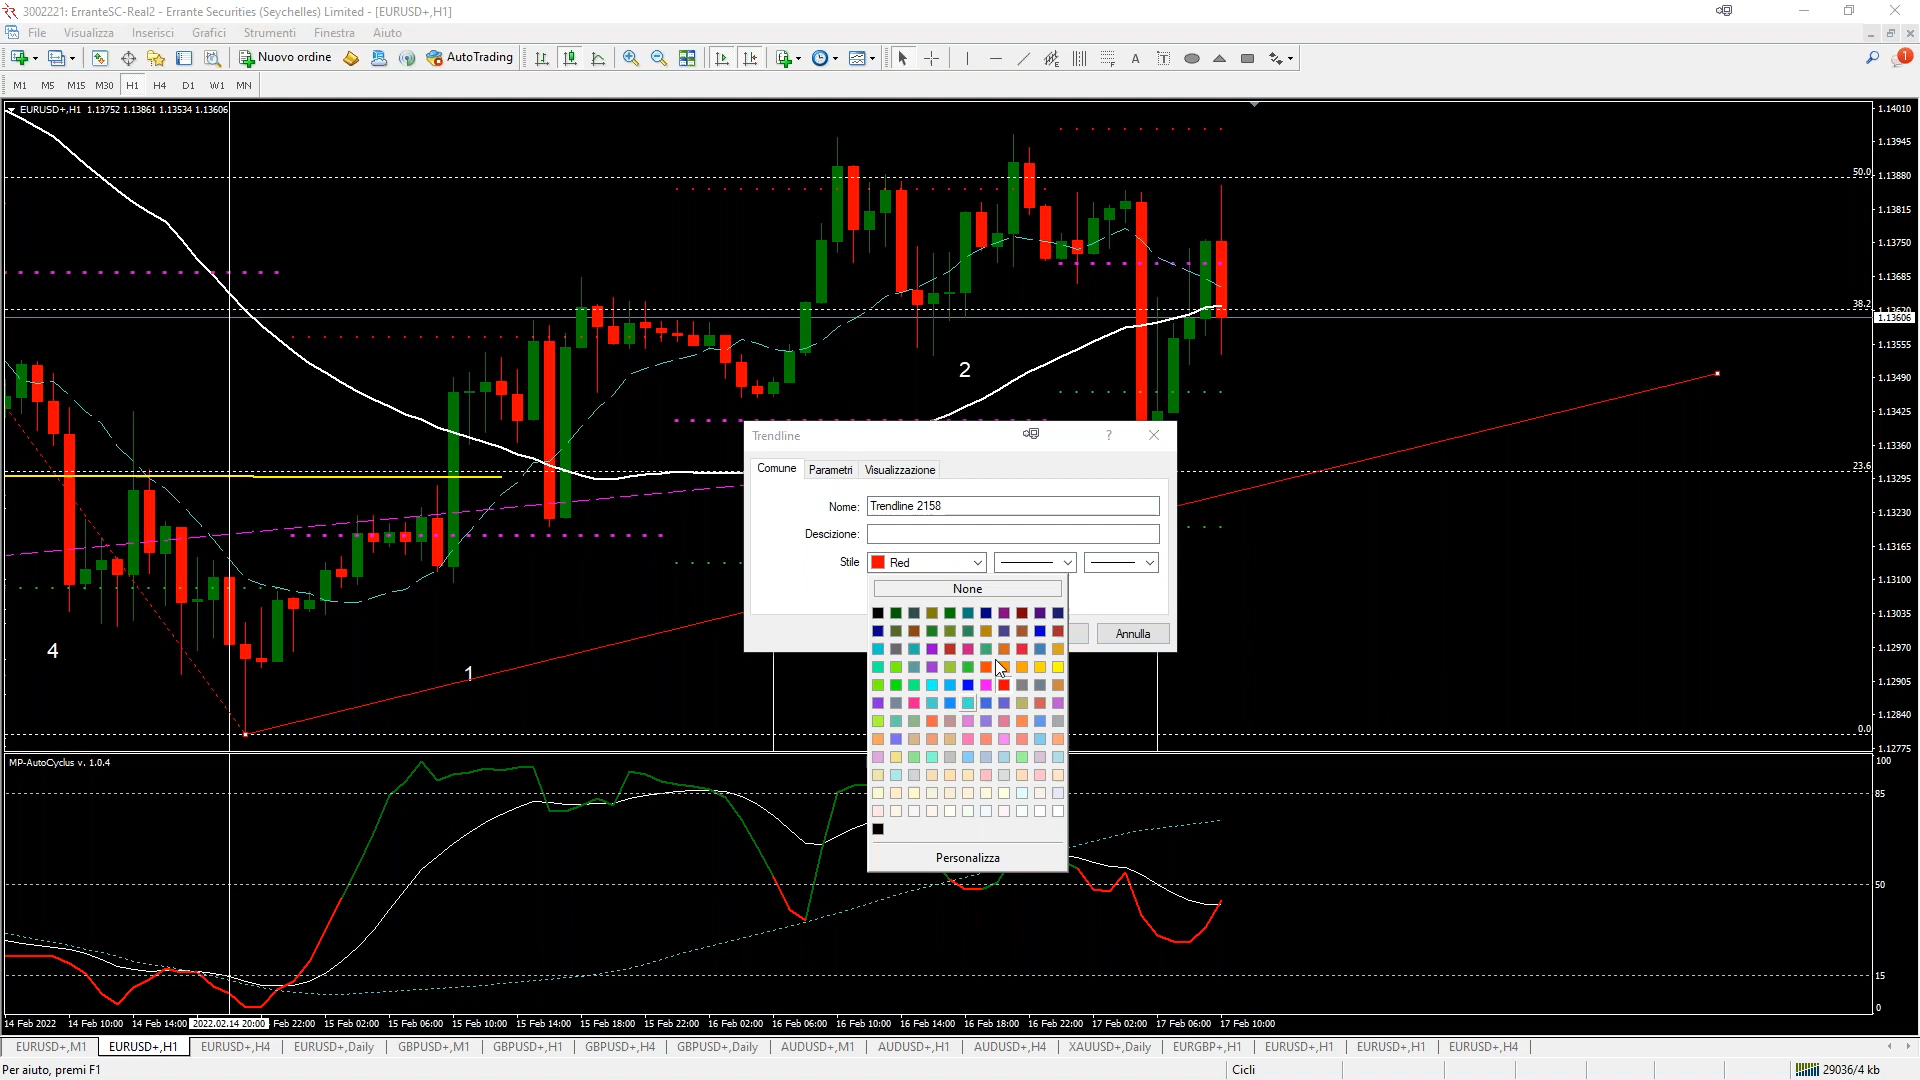 3002221: ErranteSC-Real2 - Errante Securities (Seychelles) Limited - [EURUSD+,H1]
File Visualizza Inserisci Grafici Strumenti Finestra Aiuto
Nuovo ordine AutoTrading A T 1
M1 M5 M15 M30 H1 H4 D1 W1 MN
EURUSD+,H1 1.13752 1.13861 1.13534 1.13606
1.14010
1.13945
50.0 1.13880
1.13815
1.13750
1.13685
38.2 1.13620
1.13606
1.13555
1.13490
1.13425
1.13360
23.6
1.13295
1.13230
1.13165
1.13100
1.13035
1.12970
1.12905
1.12840
0.0
1.12775
2
4
1
Trendline
?
Comune Parametri Visualizzazione
Nome: Trendline 2158
Descizione:
Stile Red
None
Annulla
Personalizza
MP-AutoCyclus v. 1.0.4
100
85
50
15
0
14 Feb 2022 14 Feb 10:00 14 Feb 14:00 2022.02.14 20:00 Feb 22:00 15 Feb 02:00 15 Feb 06:00 15 Feb 10:00 15 Feb 14:00 15 Feb 18:00 15 Feb 22:00 16 Feb 02:00 16 Feb 06:00 16 Feb 10:00 16 Feb 14:00 16 Feb 18:00 16 Feb 22:00 17 Feb 02:00 17 Feb 06:00 17 Feb 10:00
EURUSD+,M1 EURUSD+,H1 EURUSD+,H4 EURUSD+,Daily GBPUSD+,M1 GBPUSD+,H1 GBPUSD+,H4 GBPUSD+,Daily AUDUSD+,M1 AUDUSD+,H1 AUDUSD+,H4 XAUUSD+,Daily EURGBP+,H1 EURUSD+,H1 EURUSD+,H1 EURUSD+,H4
Per aiuto, premi F1 Cicli 29036/4 kb